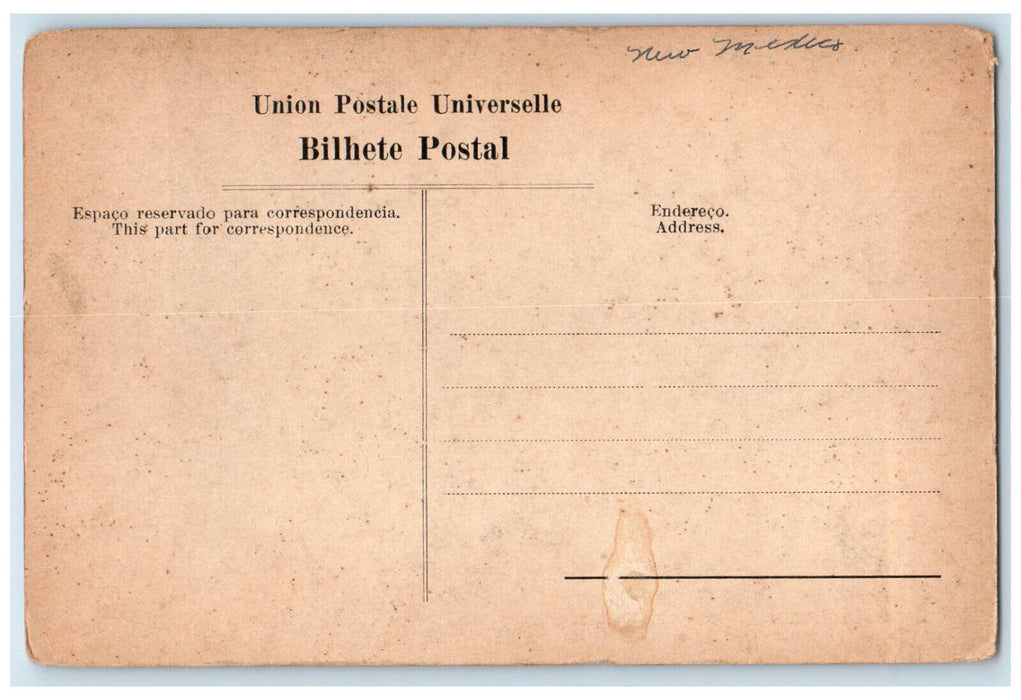 New Mexico
Union Postale Universelle
Bilhete Postal
Espaço reservado para correspondencia.
This part for correspondence.
Endereço.
Address.